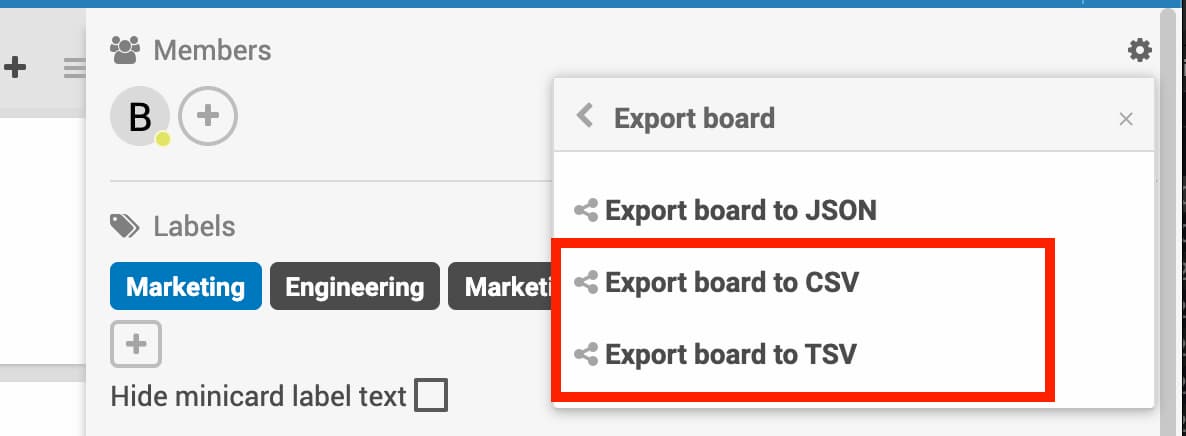 Members
B
Export board
Export board to JSON
Labels
Marketing Engineering Marketi
Export board to CSV
Export board to TSV
Hide minicard label text